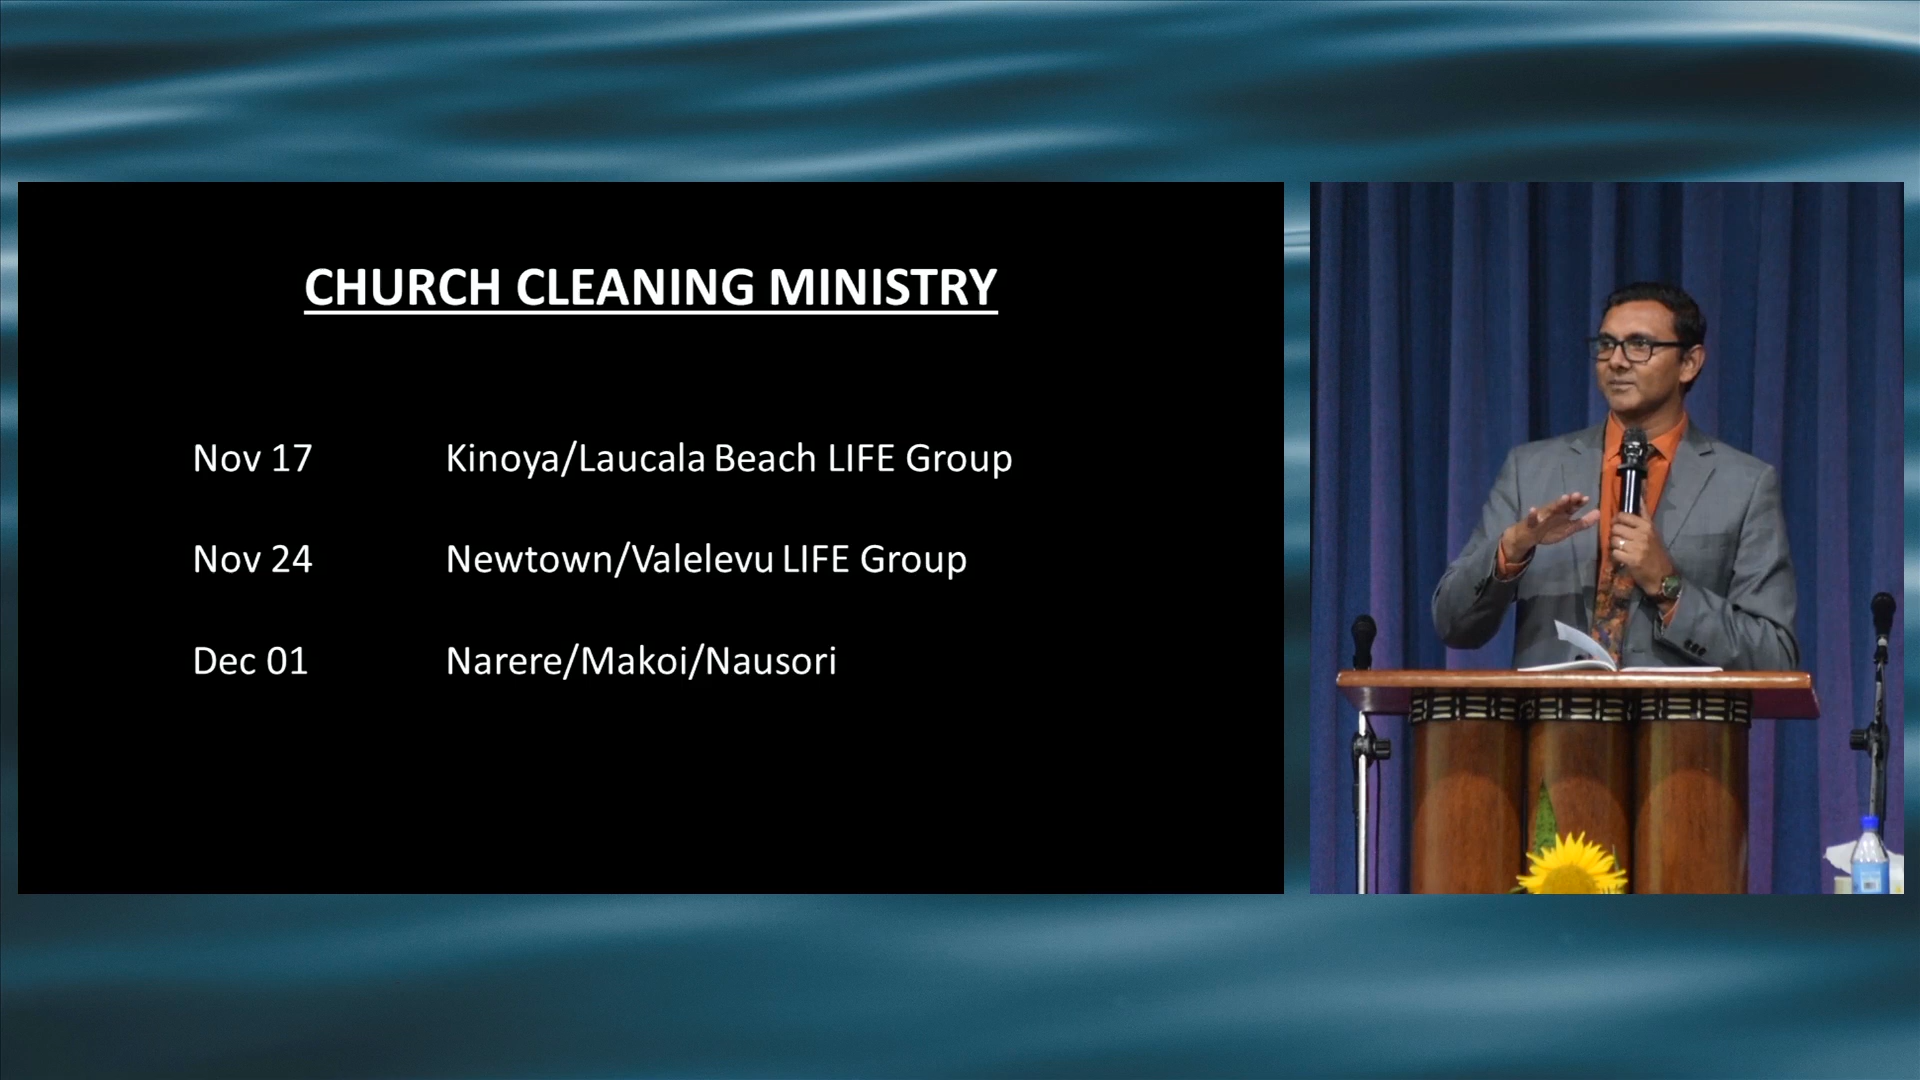 CHURCH CLEANING MINISTRY
Nov 17 Kinoya/Laucala Beach LIFE Group
Nov 24 Newtown/Valelevu LIFE Group
Dec 01 Narere/Makoi/Nausori